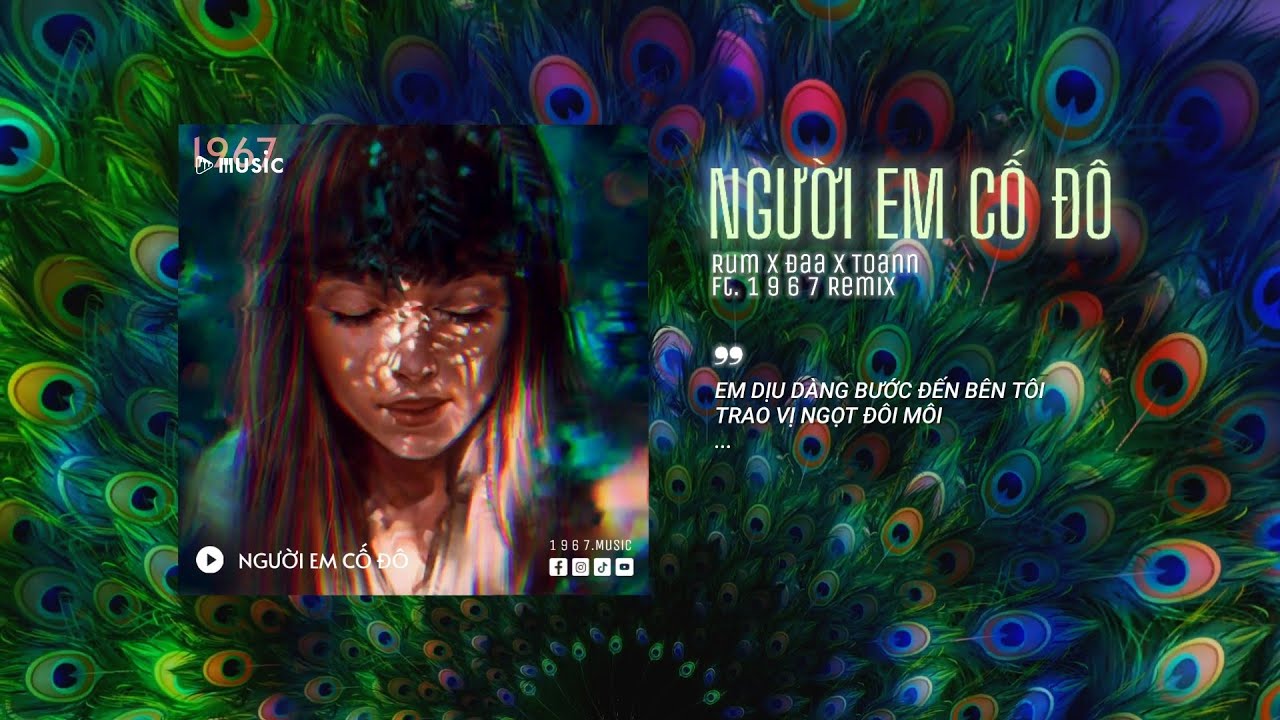 1967
MUSIC
NGƯỜI EM CỐ ĐÔ
1 9 6 7.MUSIC
NGƯỜI EM CỐ ĐÔ
Rum X Đaa X Toann
Ft. 1 9 6 7 Remix
EM DỊU DÀNG BƯỚC ĐẾN BÊN TÔI
TRAO VỊ NGỌT ĐÔI MÔI
...